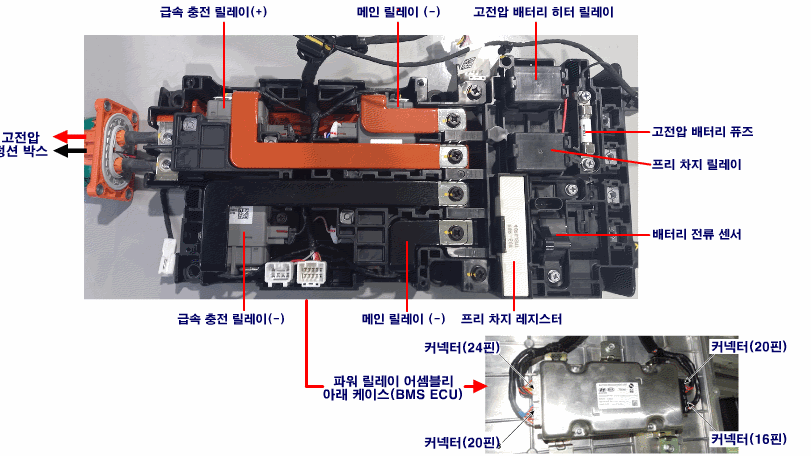 급속 충전 릴레이(+)
메인 릴레이 (-)
고전압 배터리 히터 릴레이
고전압
정션 박스
고전압 배터리 퓨즈
프리 차지 릴레이
배터리 전류 센서
급속 충전 릴레이(-)
메인 릴레이 (-)
프리 차지 레지스터
커넥터(24핀)
커넥터(20핀)
파워 릴레이 어셈블리
아래 케이스(BMS ECU)
커넥터(20핀)
커넥터(16핀)